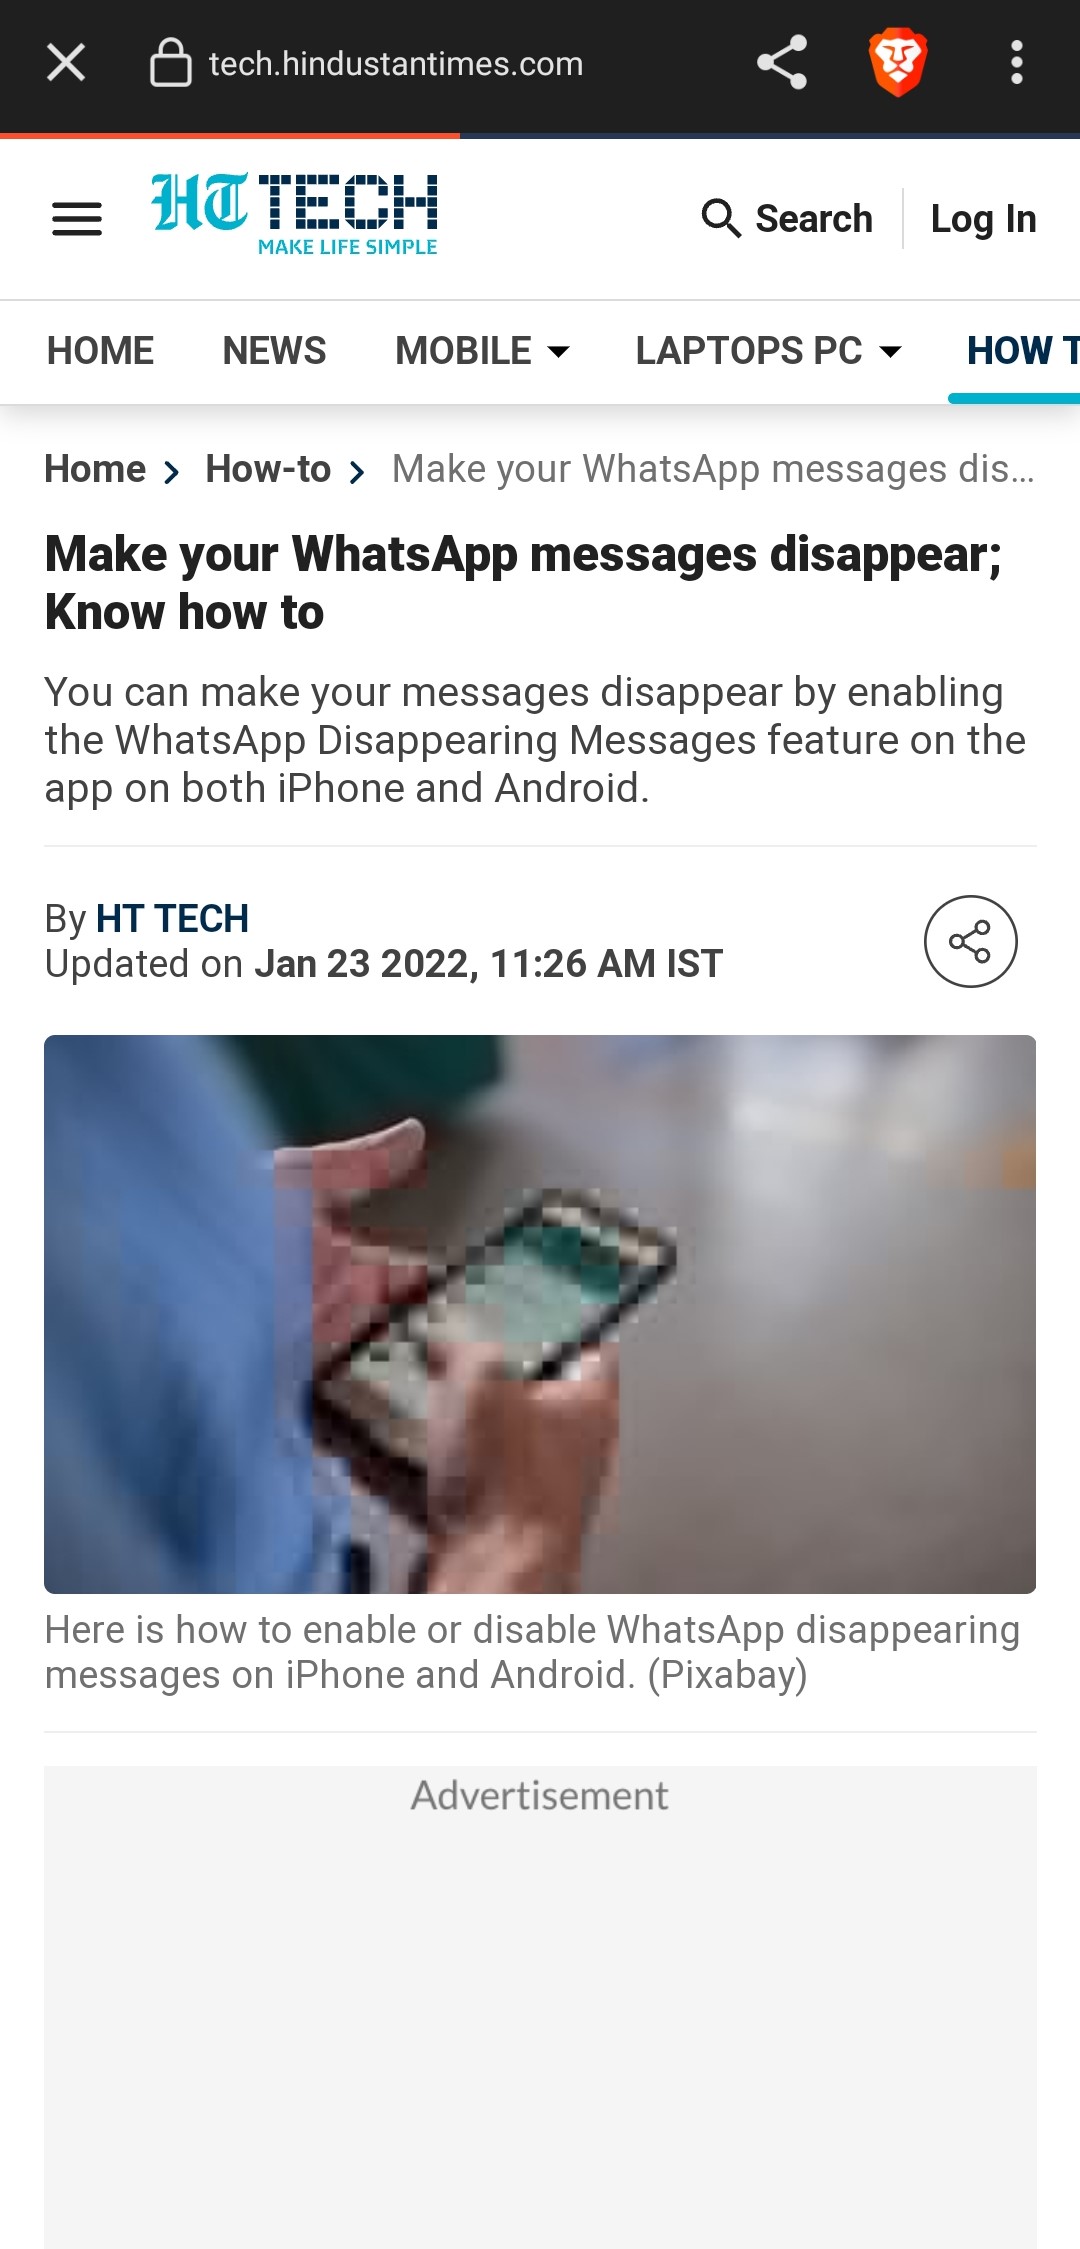 tech.hindustantimes.com
HT TECH
MAKE LIFE SIMPLE
Search
Log In
HOME NEWS MOBILE LAPTOPS PC HOW T
Home How-to Make your WhatsApp messages dis...
Make your WhatsApp messages disappear;
Know how to
You can make your messages disappear by enabling
the WhatsApp Disappearing Messages feature on the
app on both iPhone and Android.
By HT TECH
Updated on Jan 23 2022, 11:26 AM IST
Here is how to enable or disable WhatsApp disappearing
messages on iPhone and Android. (Pixabay)
Advertisement